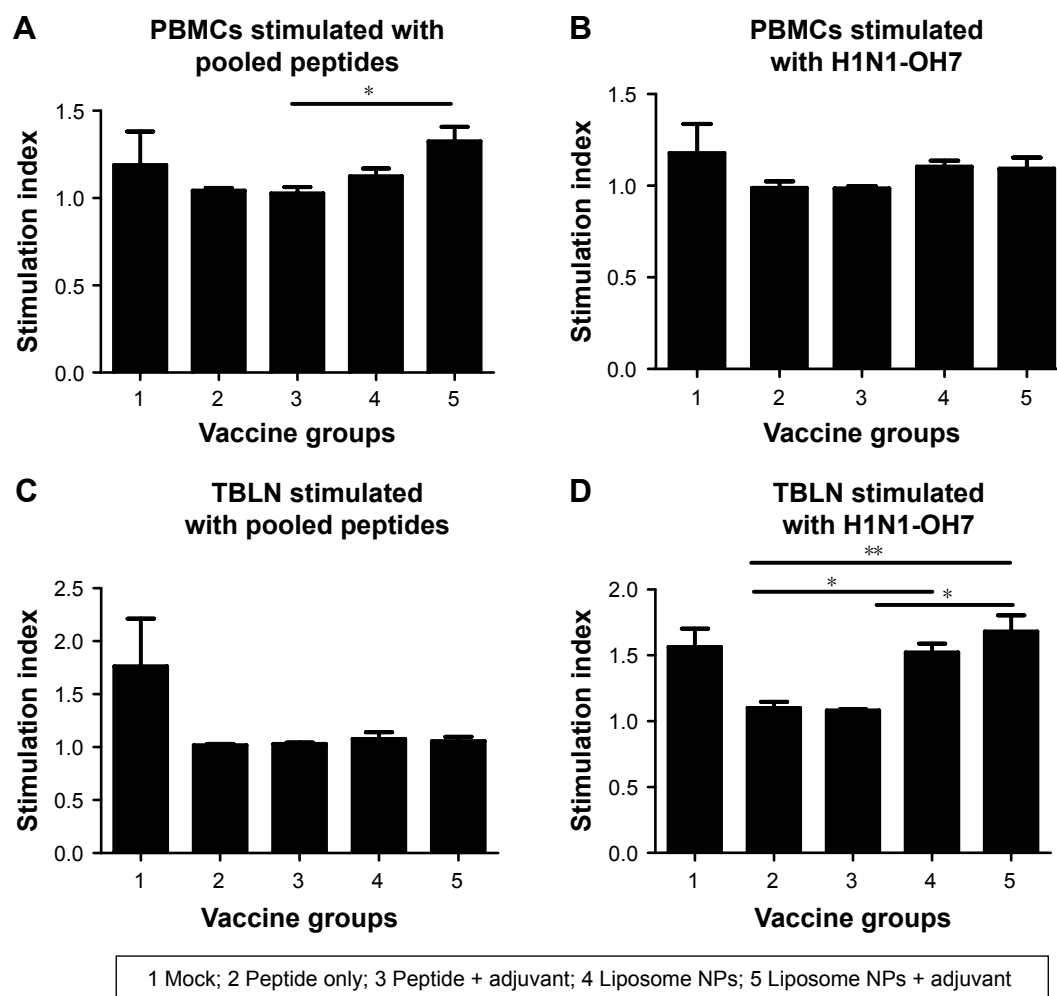 A
PBMCs stimulated with
pooled peptides
*
1.5
1.0
0.5
0.0
Stimulation index
1 2 3 4 5
Vaccine groups
B
PBMCs stimulated
with H1N1-OH7
1.5
1.0
0.5
0.0
Stimulation index
1 2 3 4 5
Vaccine groups
C
TBLN stimulated
with pooled peptides
2.5
2.0
1.5
1.0
0.5
0.0
Stimulation index
1 2 3 4 5
Vaccine groups
D
TBLN stimulated
with H1N1-OH7
**
*
*
2.0
1.5
1.0
0.5
0.0
Stimulation index
1 2 3 4 5
Vaccine groups
1 Mock; 2 Peptide only; 3 Peptide + adjuvant; 4 Liposome NPs; 5 Liposome NPs + adjuvant